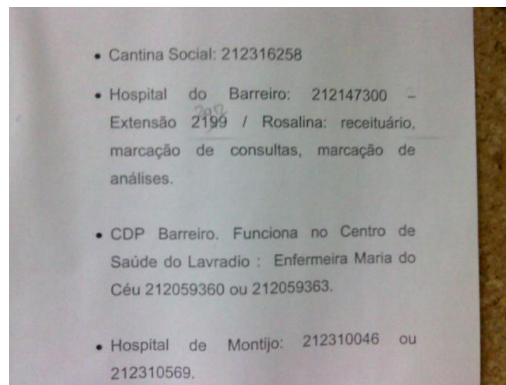 • Cantina Social: 212316258
• Hospital do Barreiro: 212147300 –
Extensão 2199 / Rosalina: receituário,
marcação de consultas, marcação de
análises.
• CDP Barreiro. Funciona no Centro de
Saúde do Lavradio : Enfermeira Maria do
Céu 212059360 ou 212059363.
• Hospital de Montijo: 212310046 ou
212310569.